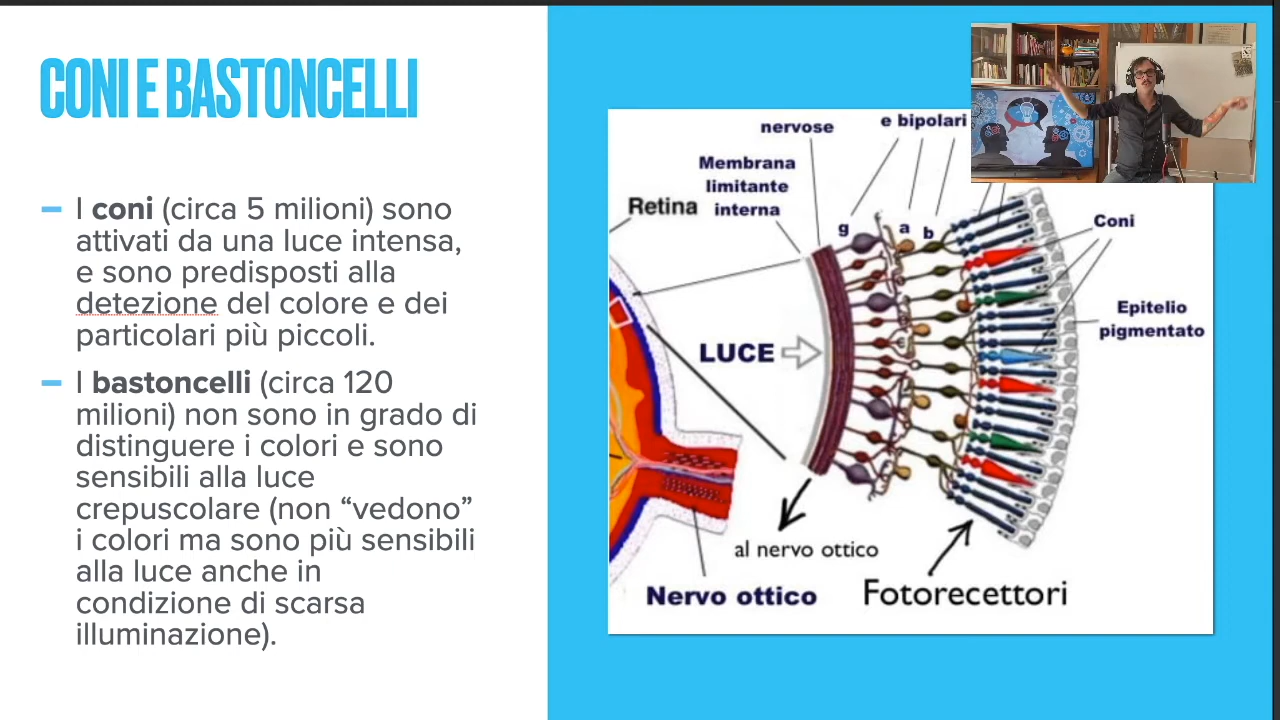 CONI E BASTONCELLI
I coni (circa 5 milioni) sono
attivati da una luce intensa,
e sono predisposti alla
detezione del colore e dei
particolari più piccoli.
I bastoncelli (circa 120
milioni) non sono in grado di
distinguere i colori e sono
sensibili alla luce
crepuscolare (non “vedono”
i colori ma sono più sensibili
alla luce anche in
condizione di scarsa
illuminazione).
nervose
e bipolari
Membrana
limitante
interna
Retina
g
a
b
Coni
Epitelio
pigmentato
LUCE
al nervo ottico
Nervo ottico
Fotorecettori